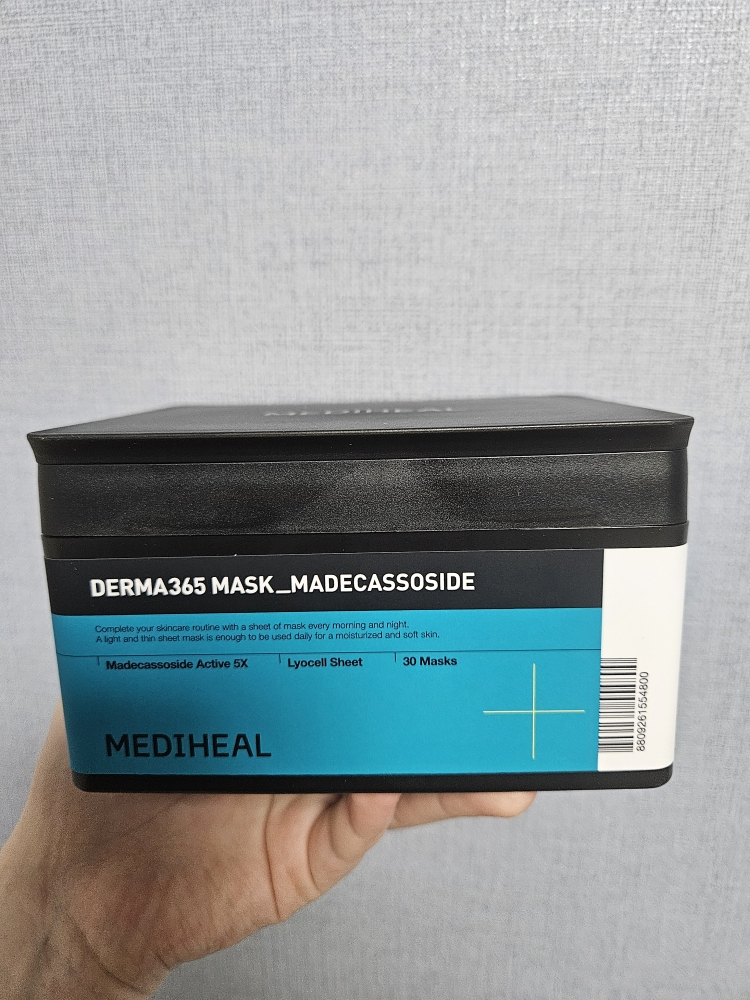 MEDIHEAL
DERMA365 MASK_MADECASSOSIDE
Complete your skincare routine with a sheet of mask every morning and night.
A light and thin sheet mask is enough to be used daily for a moisturized and soft skin.
Madecassoside Active 5X
Lyocell Sheet
30 Masks
MEDIHEAL
8809261554800